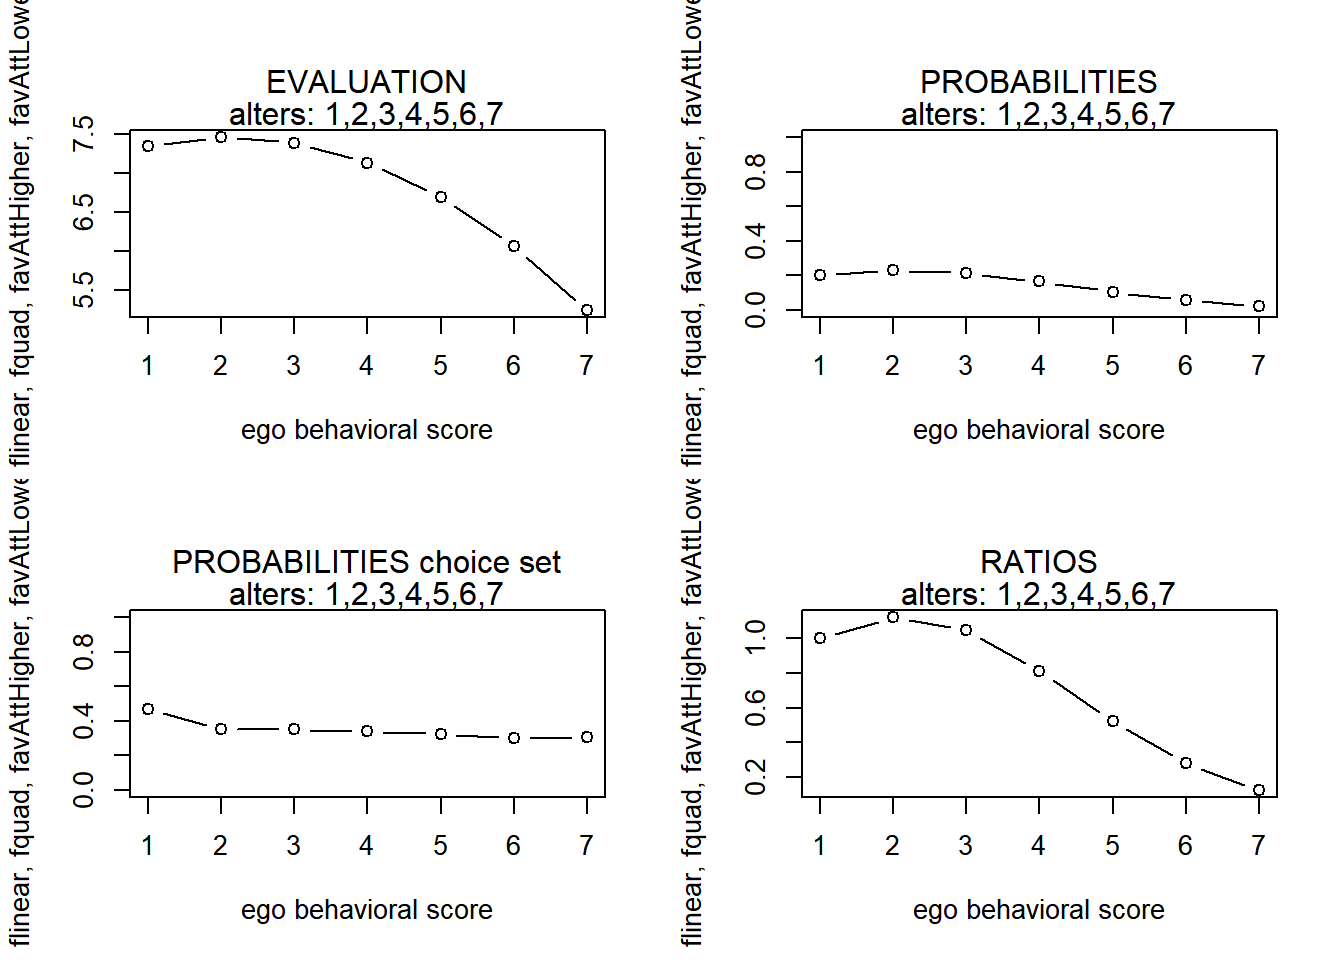 EVALUATION
alters: 1,2,3,4,5,6,7
7.5
6.5
5.5
1 2 3 4 5 6 7
ego behavioral score
flinear, fquad, favAttHigher, favAttLowe
PROBABILITIES
alters: 1,2,3,4,5,6,7
0.8
0.4
0.0
1 2 3 4 5 6 7
ego behavioral score
flinear, fquad, favAttHigher, favAttLowe
PROBABILITIES choice set
alters: 1,2,3,4,5,6,7
0.8
0.4
0.0
1 2 3 4 5 6 7
ego behavioral score
flinear, fquad, favAttHigher, favAttLowe
RATIOS
alters: 1,2,3,4,5,6,7
1.0
0.6
0.2
1 2 3 4 5 6 7
ego behavioral score
flinear, fquad, favAttHigher, favAttLowe